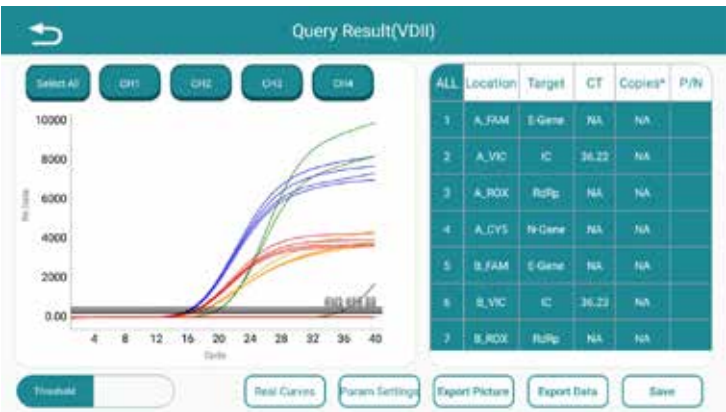 Query Result(VDII)
Select All CH1 CH2 CH3 CH4
10000
8000
6000
4000
2000
0.00
4 8 12 16 20 24 28 32 36 40
Cycle
ALL Location Target CT Copies* P/N
1 A_FAM E-Gene NA NA
2 A_VIC IC 36.22 NA
3 A_ROX RdRp NA NA
4 A_CY5 N-Gene NA NA
5 B_FAM E-Gene NA NA
6 B_VIC IC 36.23 NA
7 B_ROX RdRp NA NA
Threshold
Real Curves Param Settings Export Picture Export Data Save